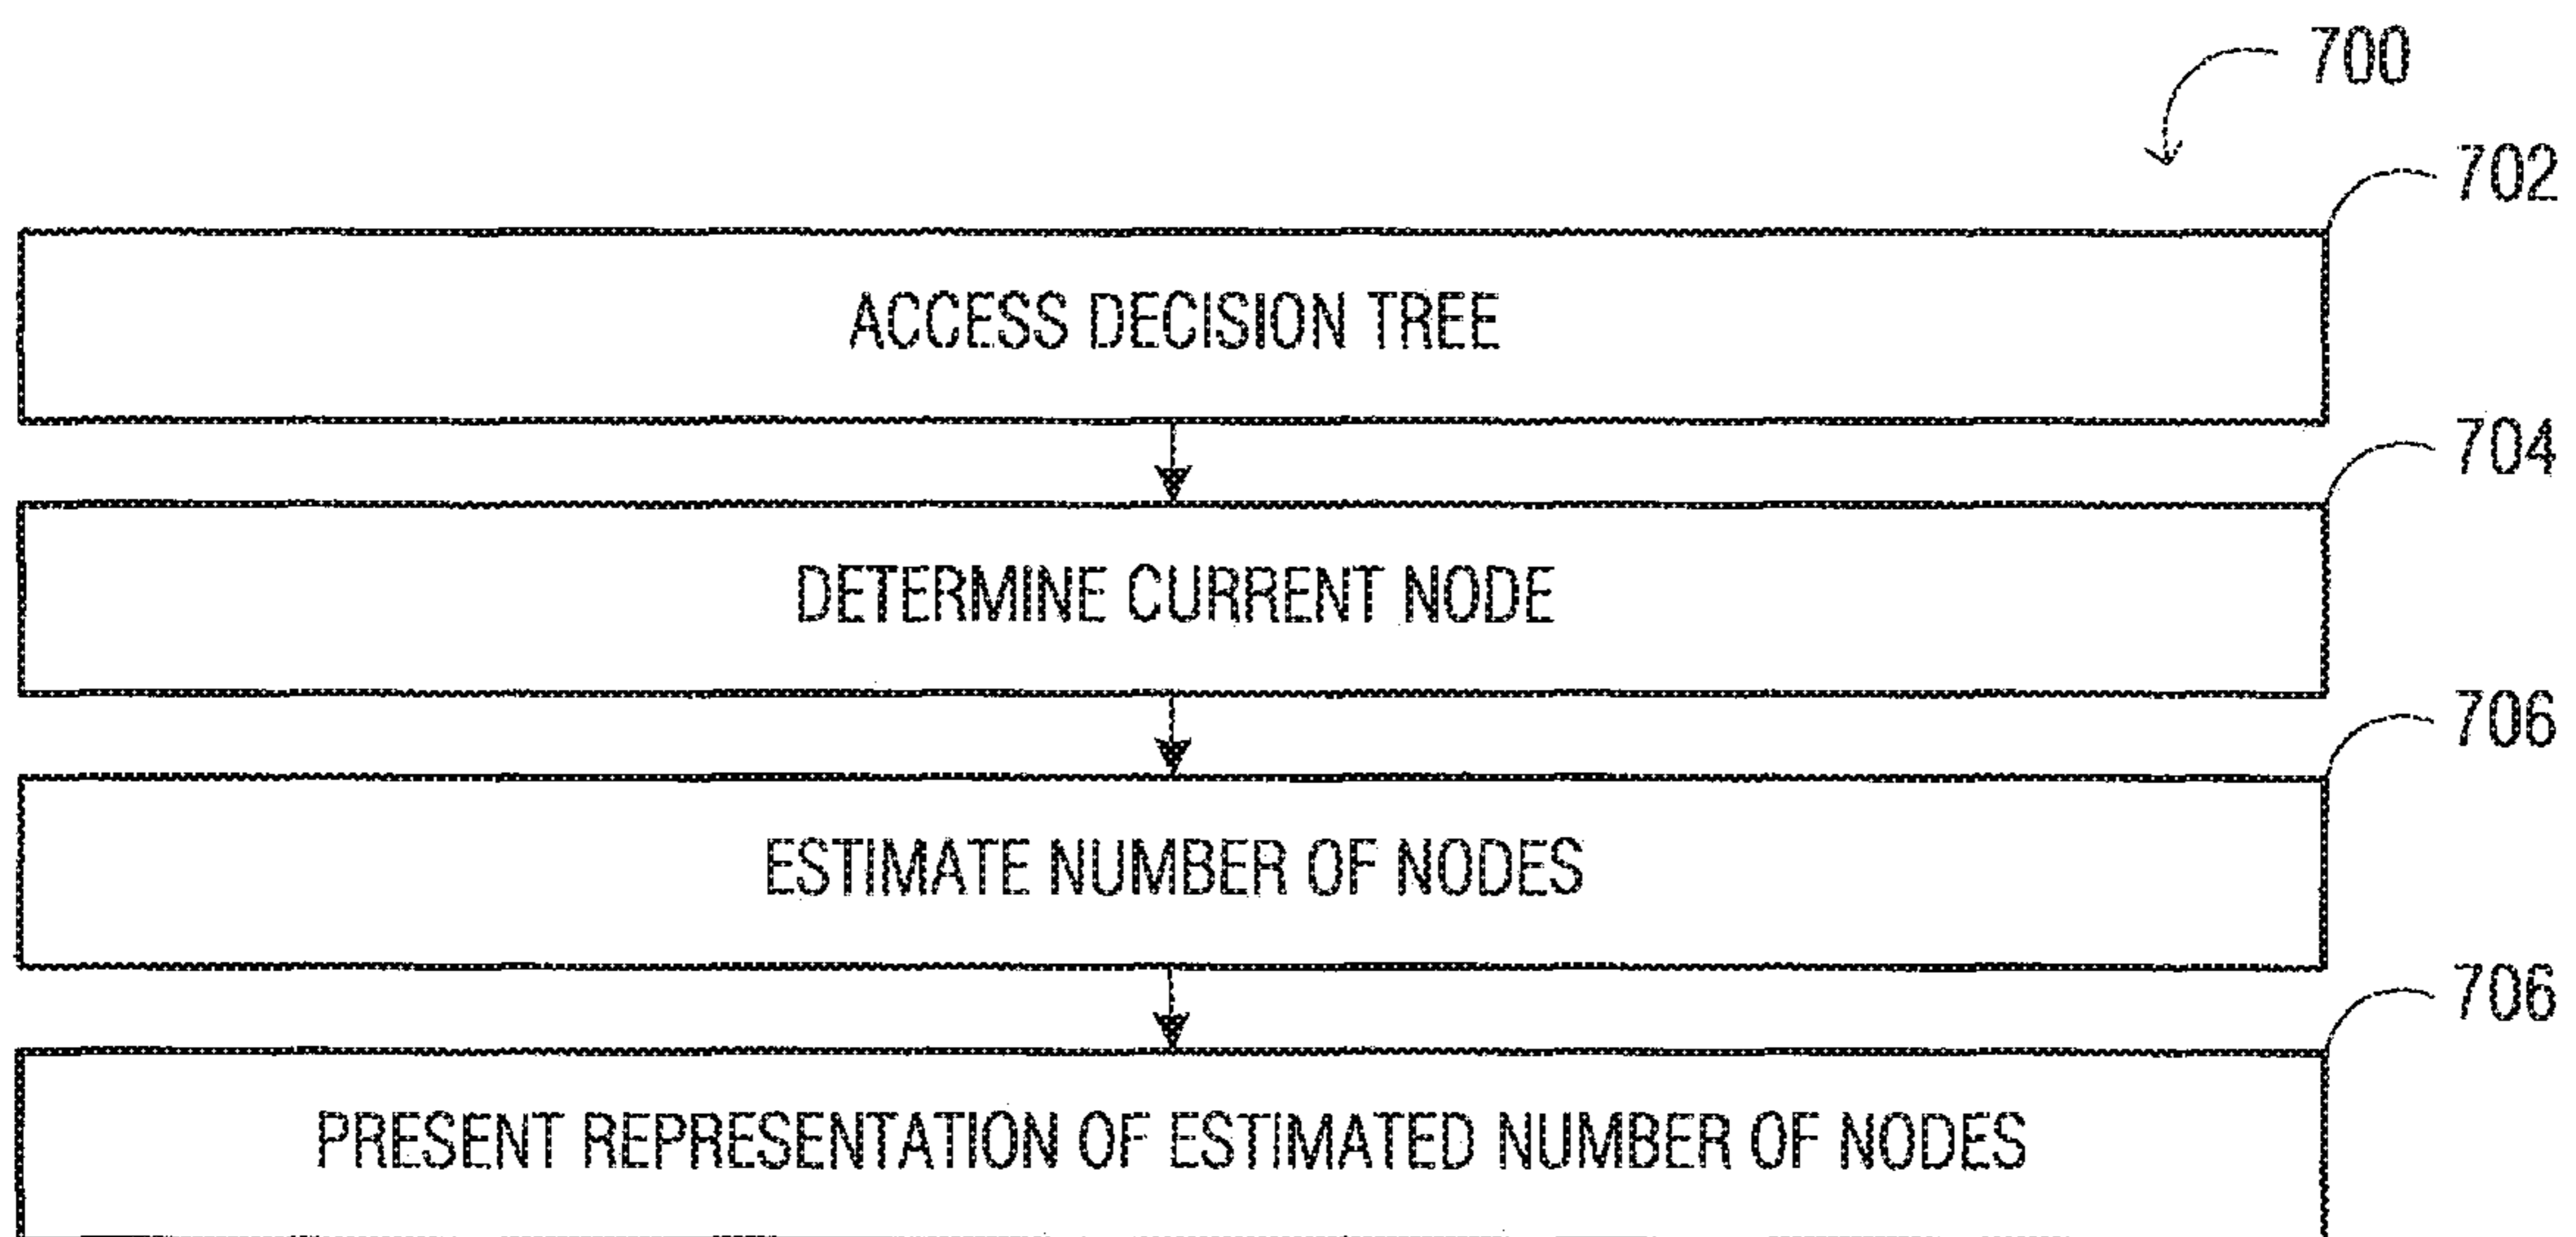 700
702
ACCESS DECISION TREE
704
DETERMINE CURRENT NODE
706
ESTIMATE NUMBER OF NODES
706
PRESENT REPRESENTATION OF ESTIMATED NUMBER OF NODES